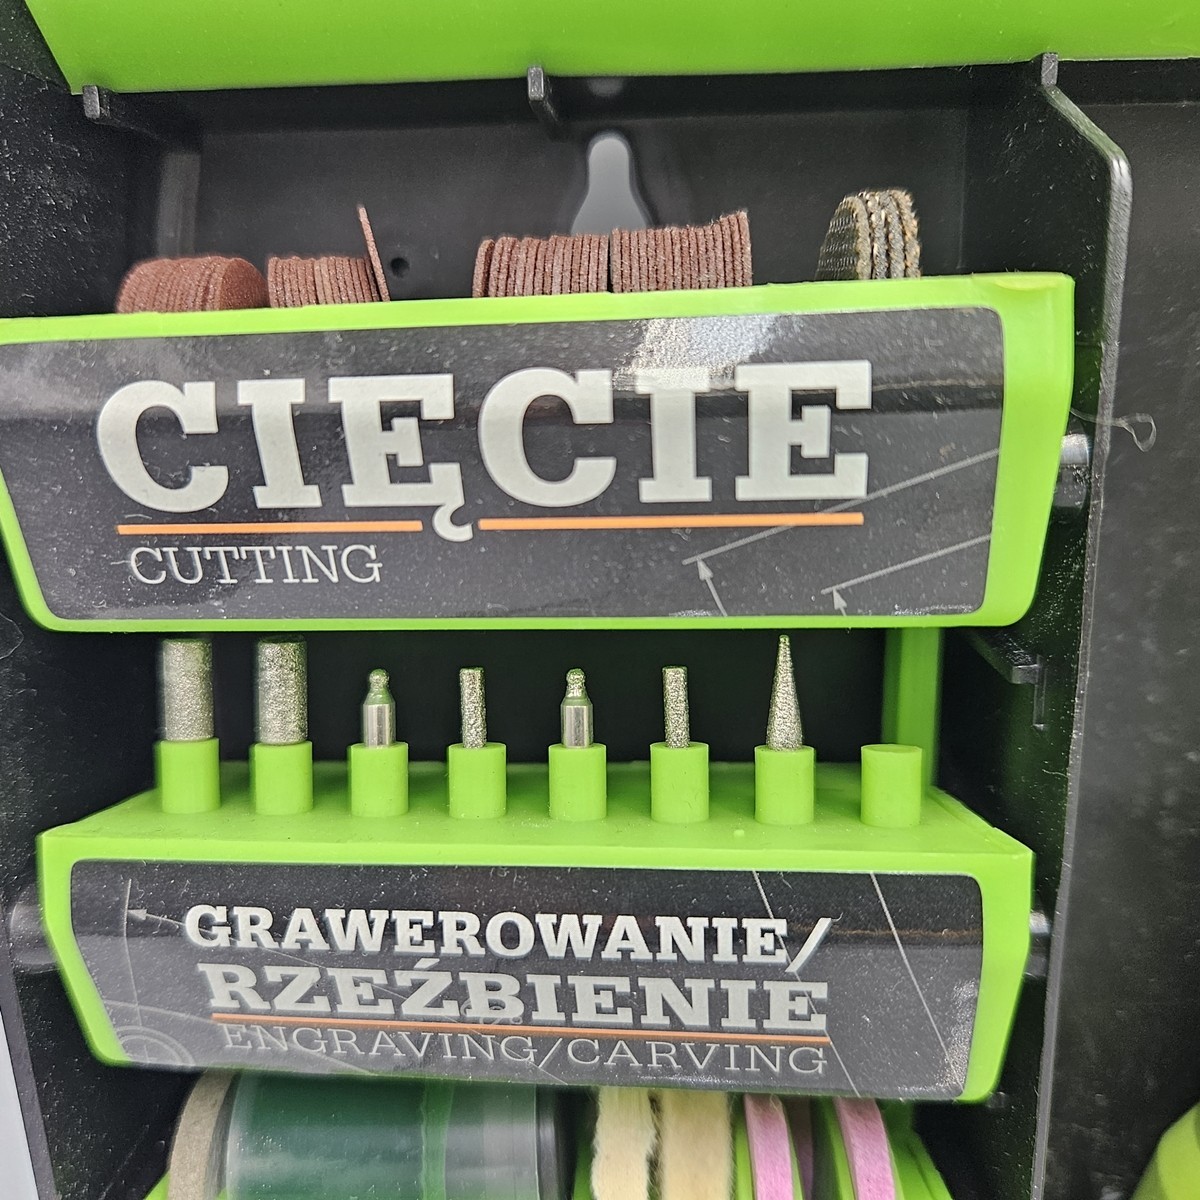 CIĘCIE
CUTTING
GRAWEROWANIE/
RZEŹBIENIE
ENGRAVING/CARVING